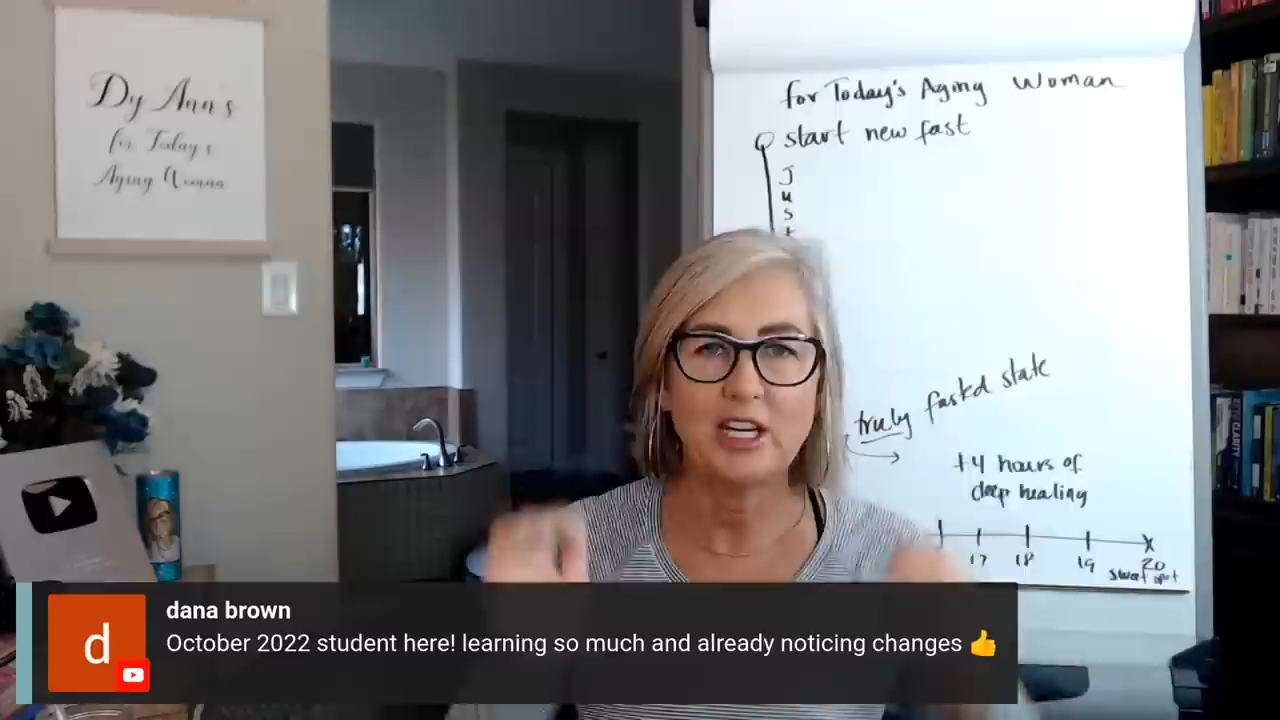 Dy Ann's
for Today's
Aging Woman
for Today's Aging Woman
start new fast
J
u
s
t
truly fasted state
+4 hours of
deep healing
17 18 19 20
sweet spot
CLARITY
dana brown
October 2022 student here! learning so much and already noticing changes 👍
d